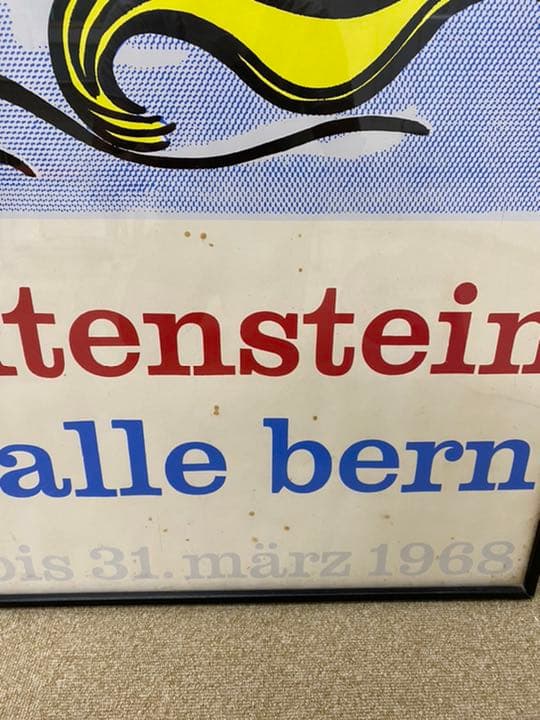 tenstein
alle bern
bis 31. märz 1968